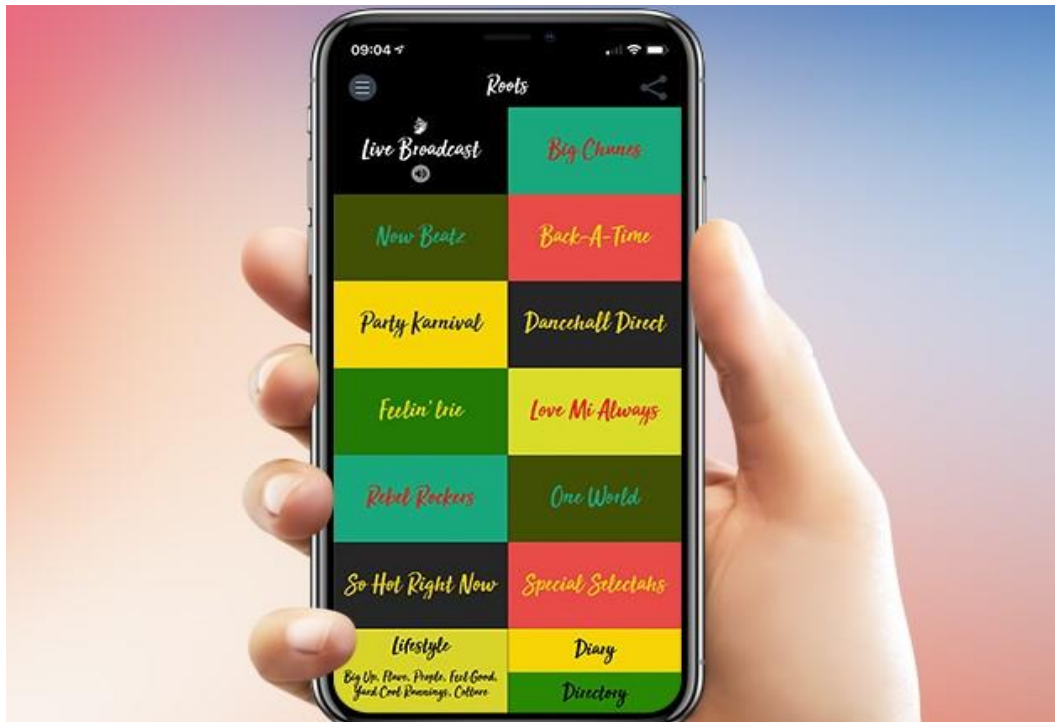 09:04
Roots
Live Broadcast
Big Chunes
Now Beatz
Back-A-Time
Party Karnival
Dancehall Direct
Feelin' Irie
Love Mi Always
Rebel Rockers
One World
So Hot Right Now
Special Selectahs
Lifestyle
Big Up, Flave, People, Feel Good,
Yard Cool Runnings, Culture
Diary
Directory